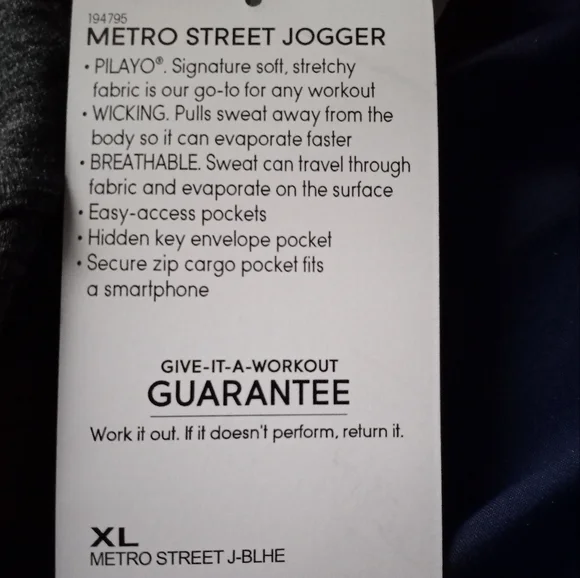 194795
METRO STREET JOGGER
• PILAYO®. Signature soft, stretchy
fabric is our go-to for any workout
• WICKING. Pulls sweat away from the
body so it can evaporate faster
• BREATHABLE. Sweat can travel through
fabric and evaporate on the surface
• Easy-access pockets
• Hidden key envelope pocket
• Secure zip cargo pocket fits
a smartphone
GIVE-IT-A-WORKOUT
GUARANTEE
Work it out. If it doesn't perform, return it.
XL
METRO STREET J-BLHE